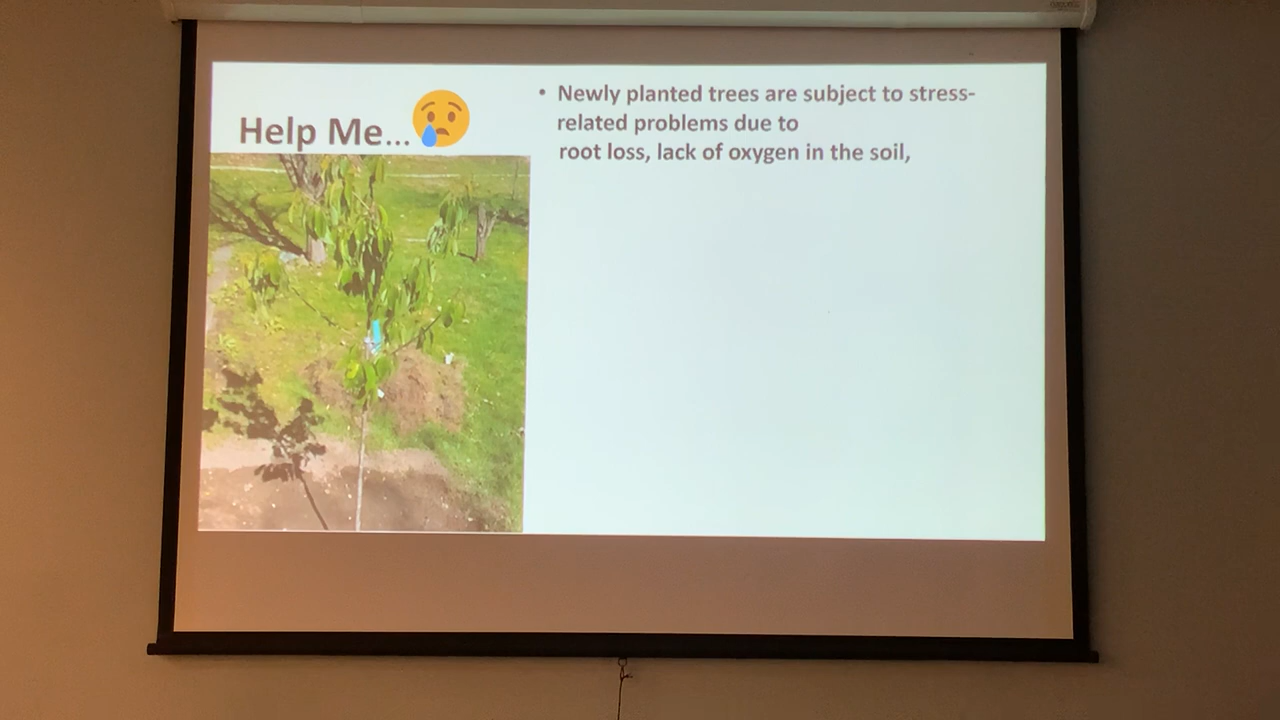 Help Me...
• Newly planted trees are subject to stress-
related problems due to
root loss, lack of oxygen in the soil,